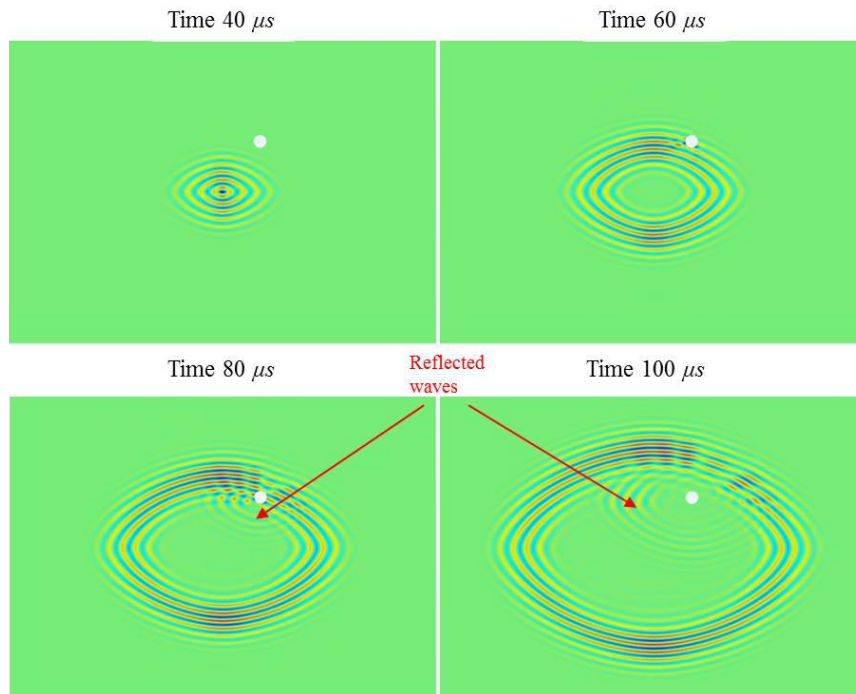 Time 40 μs
Time 60 μs
Time 80 μs
Reflected
waves
Time 100 μs